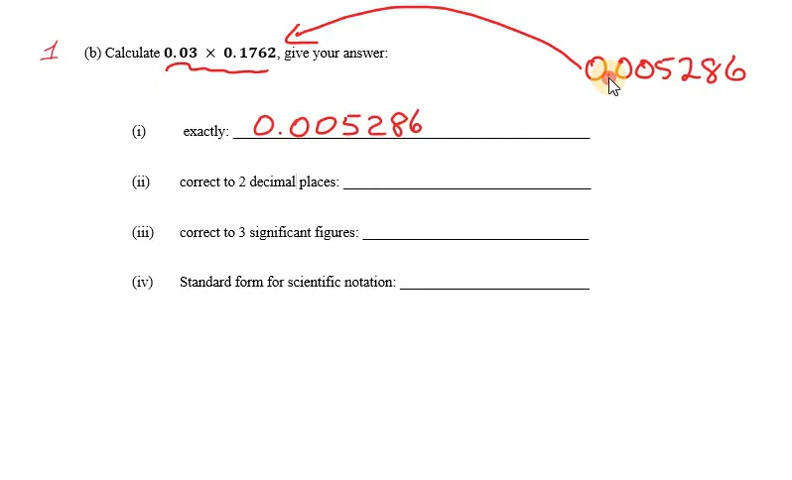 1 (b) Calculate 0.03 × 0.1762, give your answer:
0.005286
(i) exactly: 0.005286
(ii) correct to 2 decimal places:
(iii) correct to 3 significant figures:
(iv) Standard form for scientific notation: